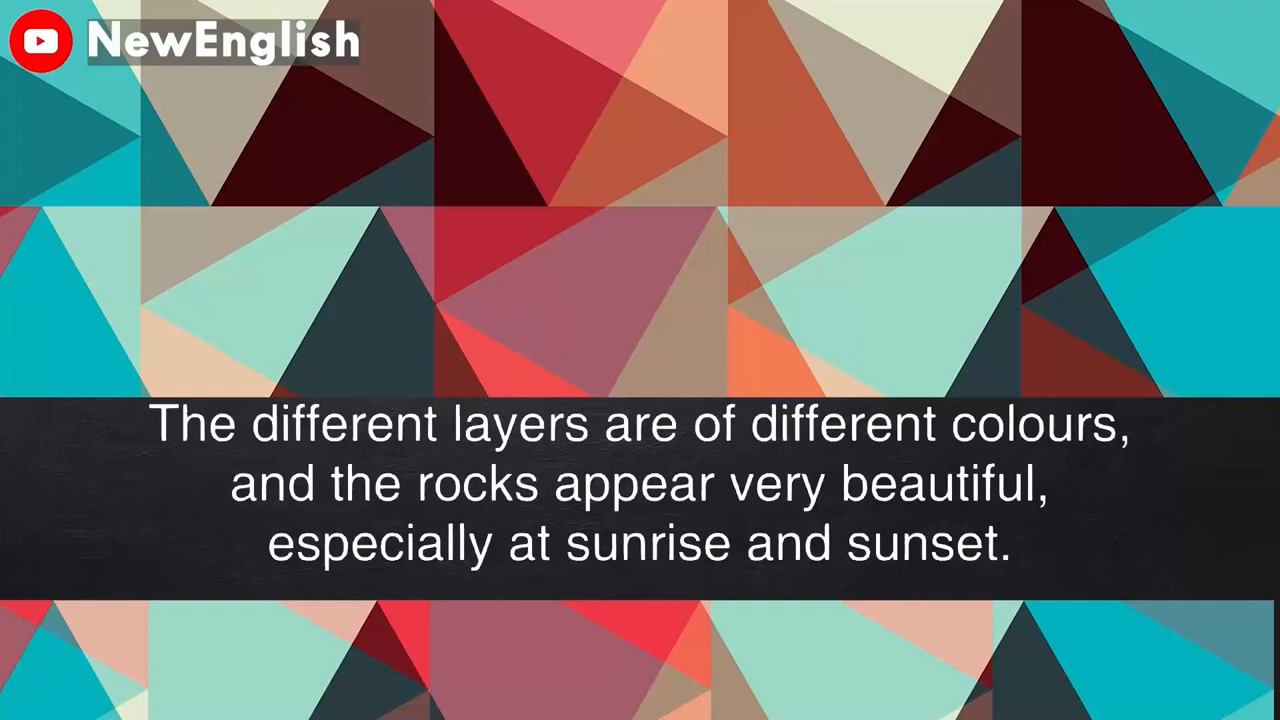 NewEnglish
The different layers are of different colours,
and the rocks appear very beautiful,
especially at sunrise and sunset.